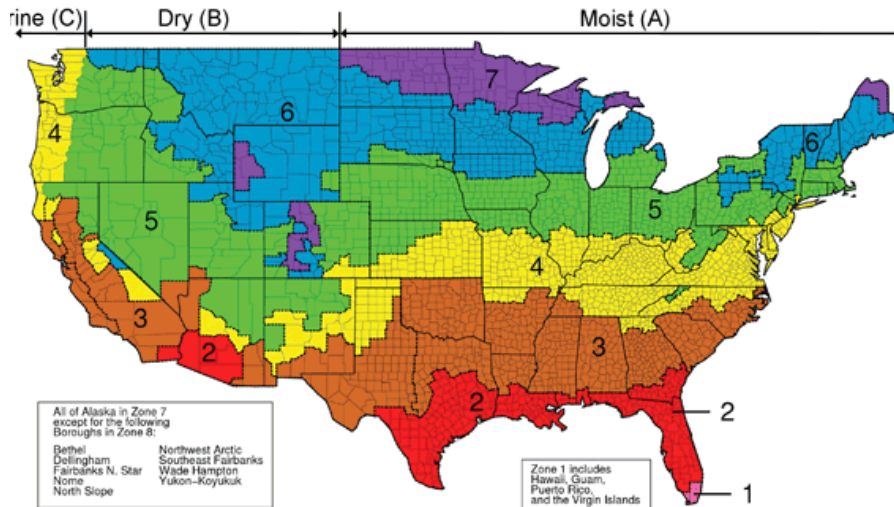 rine (C)
Dry (B)
Moist (A)
7
6
4
6
5
5
4
3
3
2
2
2
1
All of Alaska in Zone 7
except for the following
Boroughs in Zone 8:
Bethel Northwest Arctic
Dellingham Southeast Fairbanks
Fairbanks N. Star Wade Hampton
Nome Yukon-Koyukuk
North Slope
Zone 1 includes
Hawaii, Guam,
Puerto Rico,
and the Virgin Islands